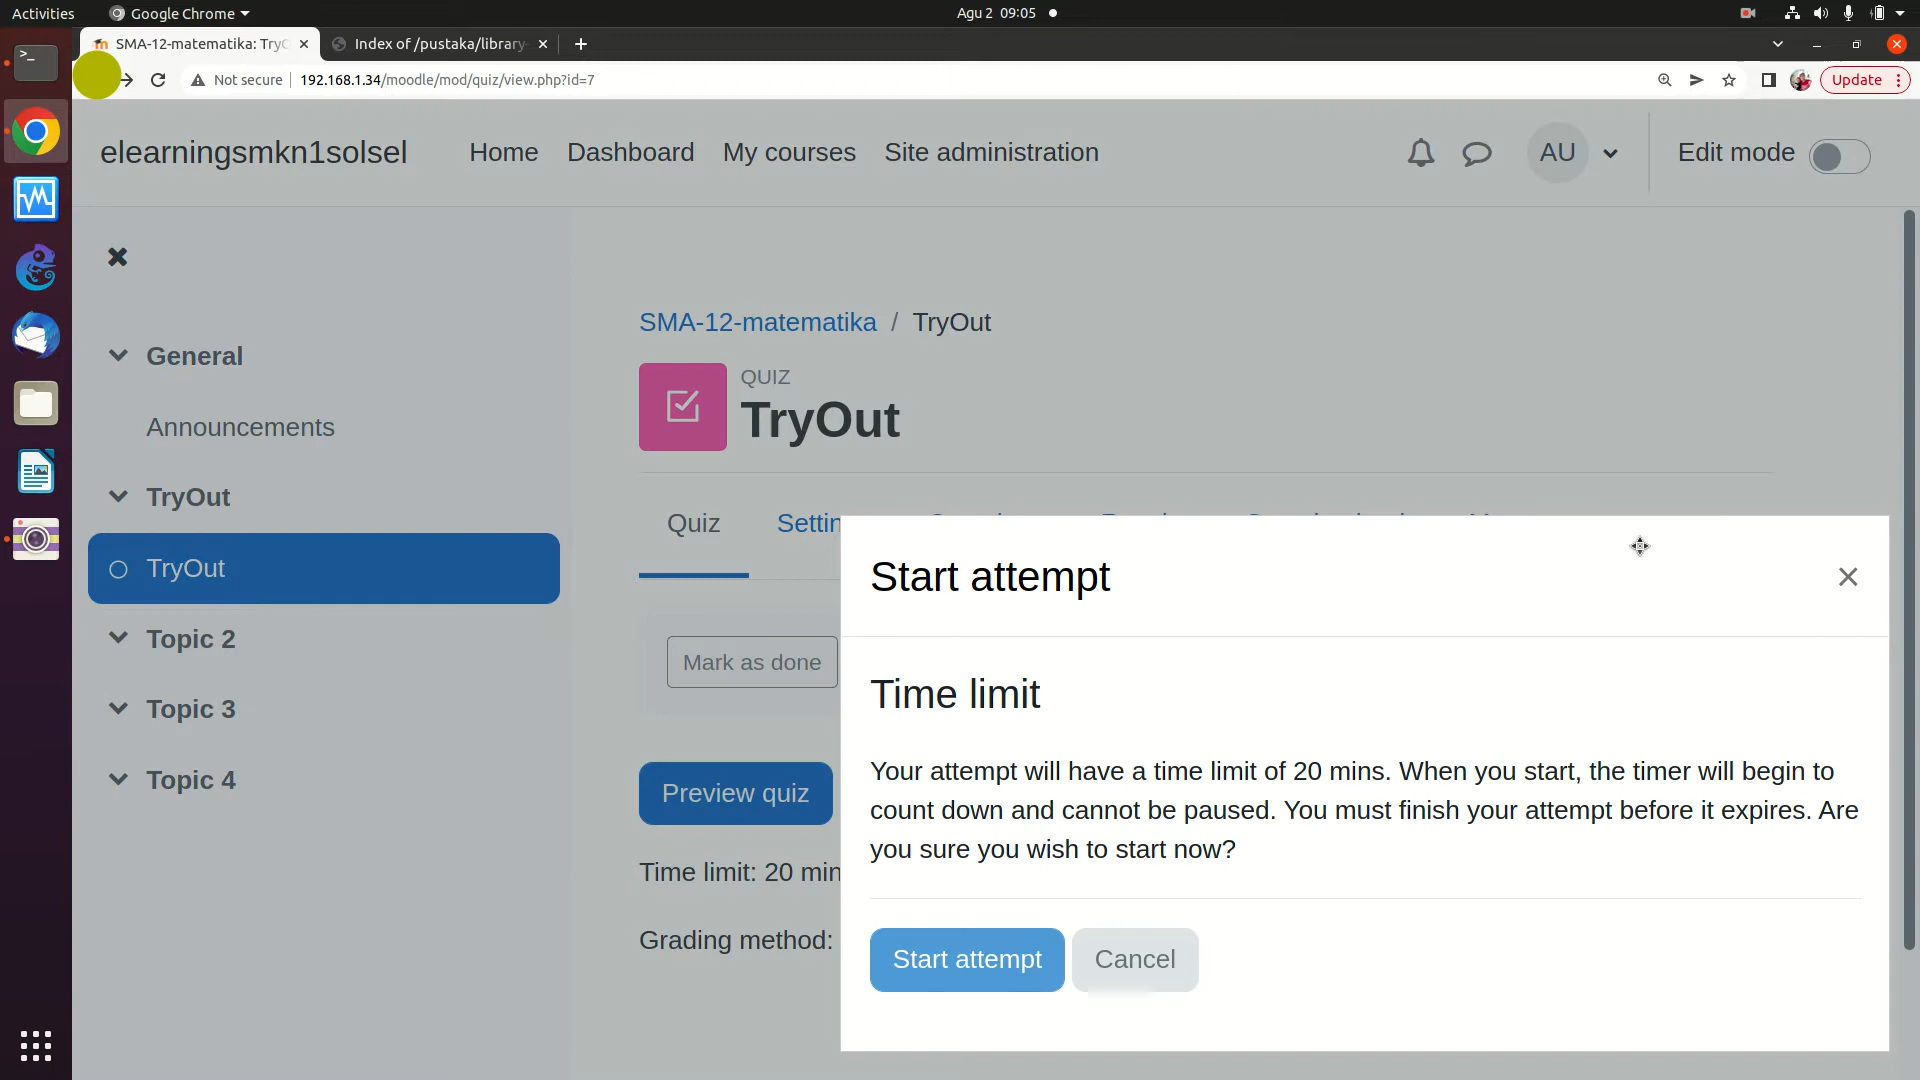 Activities
Google Chrome
Agu 2 09:05
SMA-12-matematika: TryO
Index of /pustaka/library
Not secure
192.168.1.34/moodle/mod/quiz/view.php?id=7
Update
elearningsmkn1solsel
Home
Dashboard
My courses
Site administration
AU
Edit mode
General
Announcements
TryOut
TryOut
Topic 2
Topic 3
Topic 4
SMA-12-matematika / TryOut
QUIZ
TryOut
Quiz
Settin
Mark as done
Preview quiz
Time limit: 20 min
Grading method:
Start attempt
Time limit
Your attempt will have a time limit of 20 mins. When you start, the timer will begin to
count down and cannot be paused. You must finish your attempt before it expires. Are
you sure you wish to start now?
Start attempt
Cancel